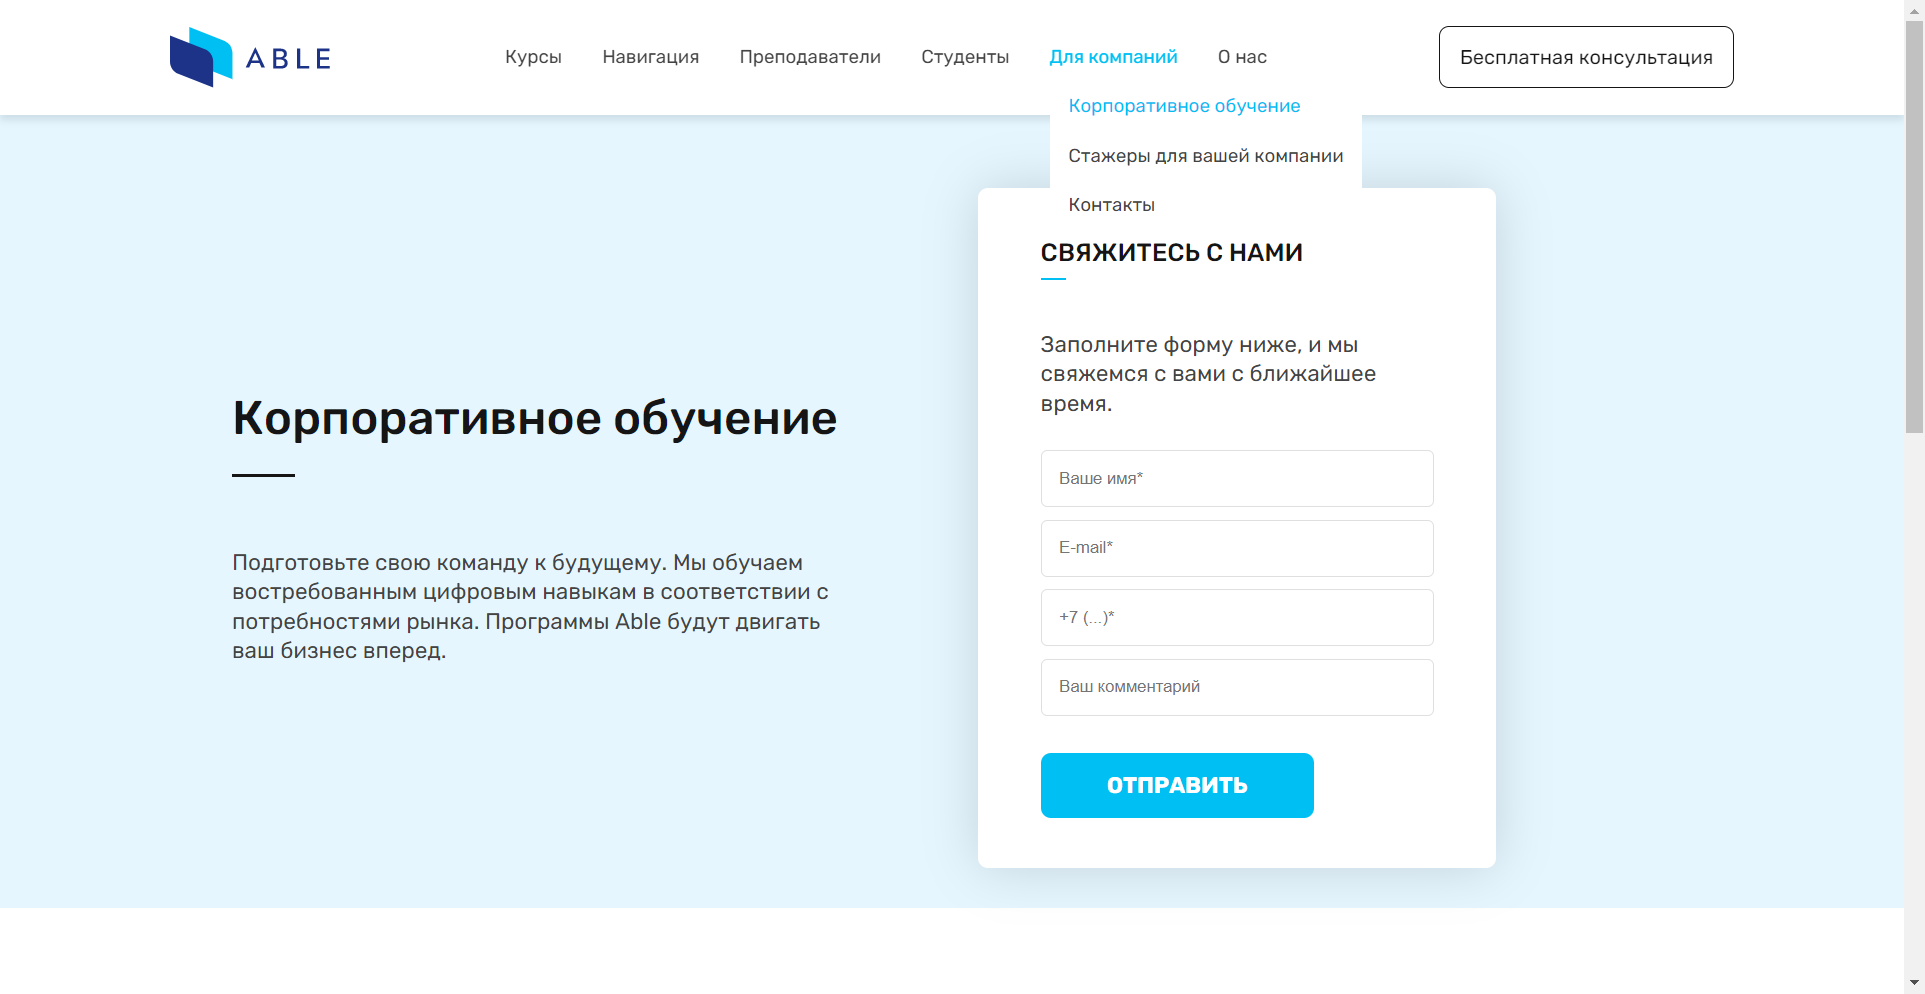 ABLE
Курсы
Навигация
Преподаватели
Студенты
Для компаний
О нас
Бесплатная консультация
Корпоративное обучение
Стажеры для вашей компании
Контакты
Корпоративное обучение
Подготовьте свою команду к будущему. Мы обучаем
востребованным цифровым навыкам в соответствии с
потребностями рынка. Программы Able будут двигать
ваш бизнес вперед.
СВЯЖИТЕСЬ С НАМИ
Заполните форму ниже, и мы
свяжемся с вами с ближайшее
время.
Ваше имя*
E-mail*
+7 (...)*
Ваш комментарий
ОТПРАВИТЬ